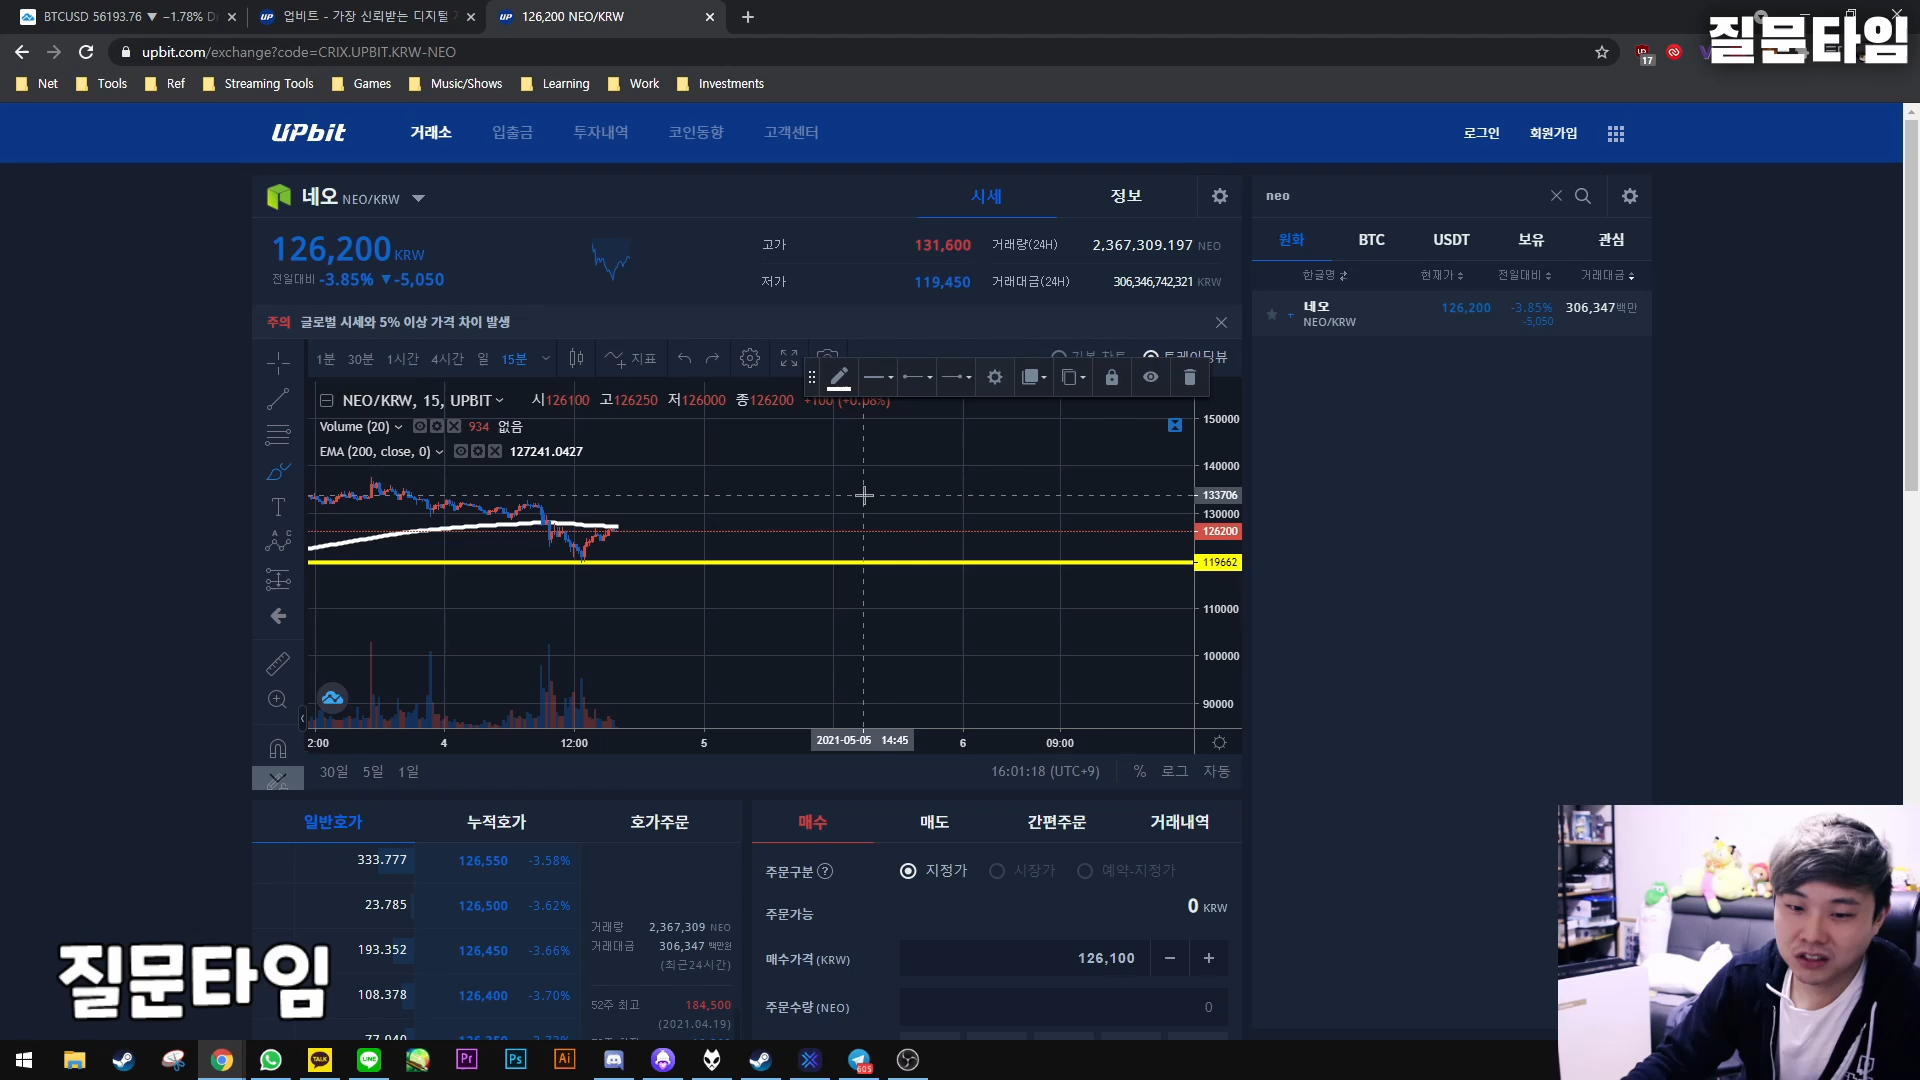 BTCUSD 56193.76 ▼ −1.78%
업비트 - 가장 신뢰받는 디지털
126,200 NEO/KRW
질문타임
upbit.com/exchange?code=CRIX.UPBIT.KRW-NEO
17
Net Tools Ref Streaming Tools Games Music/Shows Learning Work Investments
UPbit 거래소 입출금 투자내역 코인동향 고객센터 로그인 회원가입
네오 NEO/KRW 시세 정보
126,200 KRW
전일대비 -3.85% ▼-5,050
고가 131,600 거래량(24H) 2,367,309.197 NEO
저가 119,450 거래대금(24H) 306,346,742,321 KRW
주의 글로벌 시세와 5% 이상 가격 차이 발생
neo
원화 BTC USDT 보유 관심
한글명 현재가 전일대비 거래대금
네오 126,200 -3.85% 306,347백만
NEO/KRW -5,050
1분 30분 1시간 4시간 일 15분 지표
NEO/KRW, 15, UPBIT 시126100 고126250 저126000 종126200 +100 (+0.08%)
Volume (20) 934 없음
EMA (200, close, 0) 127241.0427
150000
140000
133706
130000
126200
119662
110000
100000
90000
2:00 4 12:00 5 2021-05-05 14:45 6 09:00
30일 5일 1일 16:01:18 (UTC+9) % 로그 자동
일반호가 누적호가 호가주문
333.777 126,550 -3.58%
23.785 126,500 -3.62%
193.352 126,450 -3.66%
108.378 126,400 -3.70%
거래량 2,367,309 NEO
거래대금 306,347 백만원
(최근24시간)
52주 최고 184,500
(2021.04.19)
매수 매도 간편주문 거래내역
주문구분 ? 지정가 시장가 예약-지정가
주문가능 0 KRW
매수가격 (KRW) 126,100 − +
주문수량 (NEO) 0
질문타임
TALK LINE Pr Ps Ai 605